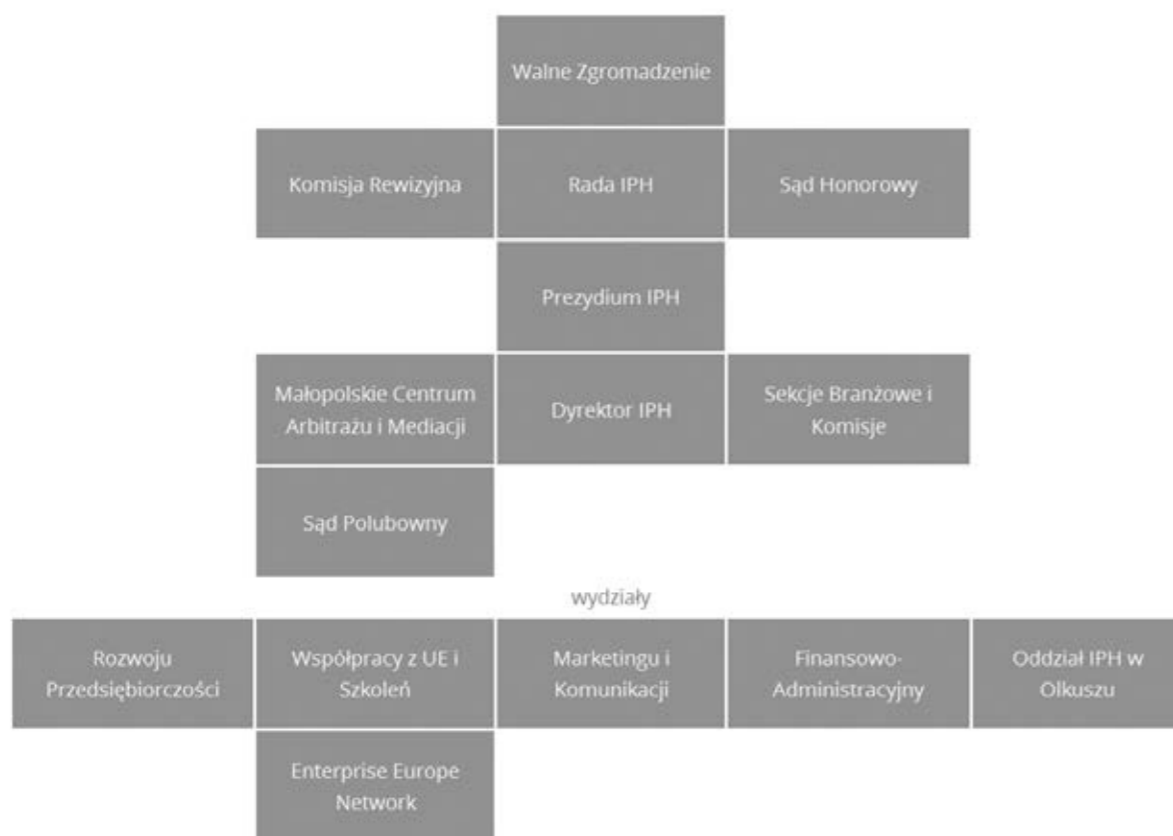 Walne Zgromadzenie
Komisja Rewizyjna
Rada IPH
Sąd Honorowy
Prezydium IPH
Małopolskie Centrum
Arbitrażu i Mediacji
Dyrektor IPH
Sekcje Branżowe i
Komisje
Sąd Polubowny
wydziały
Rozwoju
Przedsiębiorczości
Współpracy z UE i
Szkoleń
Marketingu i
Komunikacji
Finansowo-
Administracyjny
Oddział IPH w
Olkuszu
Enterprise Europe
Network